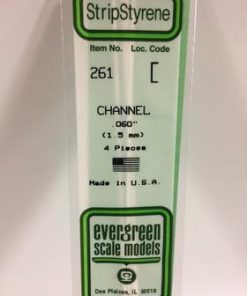 StripStyrene
Item No. Loc. Code
261 [
CHANNEL
.060"
(1.5 mm)
4 Pieces
Made in U.S.A.
evergreen
scale models
Des Plaines, IL 60018